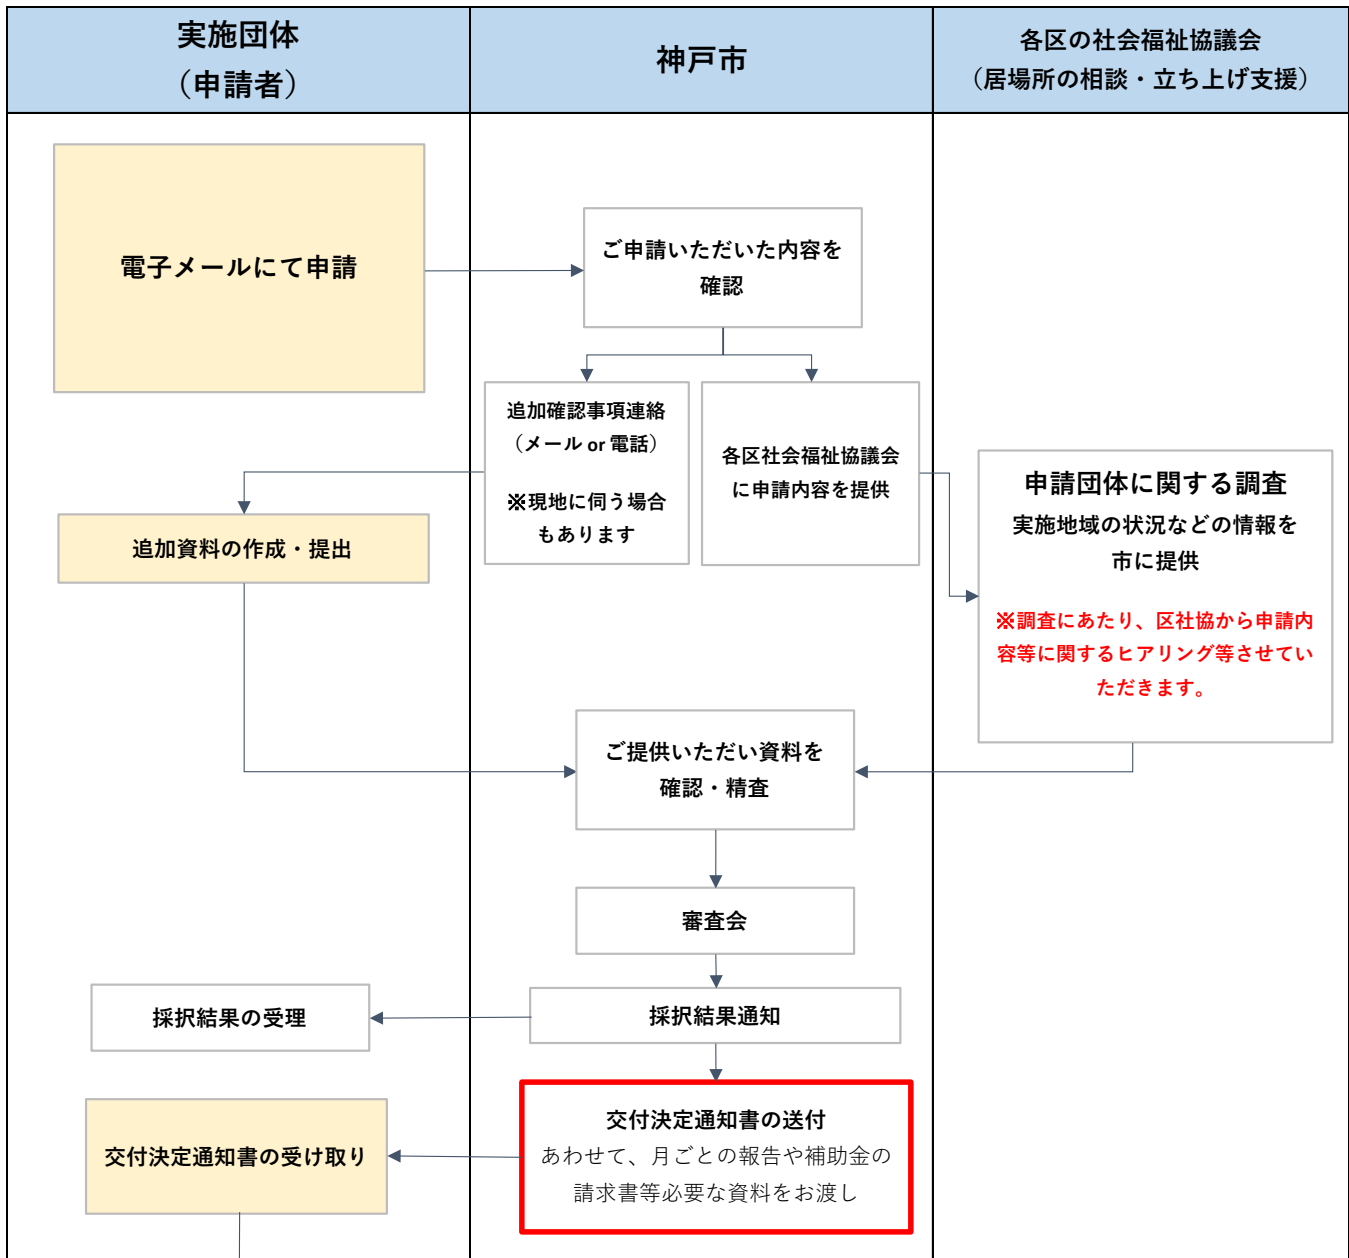 実施団体
（申請者）
神戸市
各区の社会福祉協議会
（居場所の相談・立ち上げ支援）
電子メールにて申請
ご申請いただいた内容を
確認
追加確認事項連絡
（メール or 電話）
※現地に伺う場合
もあります
各区社会福祉協議会
に申請内容を提供
申請団体に関する調査
実施地域の状況などの情報を
市に提供
※調査にあたり、区社協から申請内
容等に関するヒアリング等させてい
ただきます。
追加資料の作成・提出
ご提供いただい資料を
確認・精査
審査会
採択結果通知
採択結果の受理
交付決定通知書の送付
あわせて、月ごとの報告や補助金の
請求書等必要な資料をお渡し
交付決定通知書の受け取り